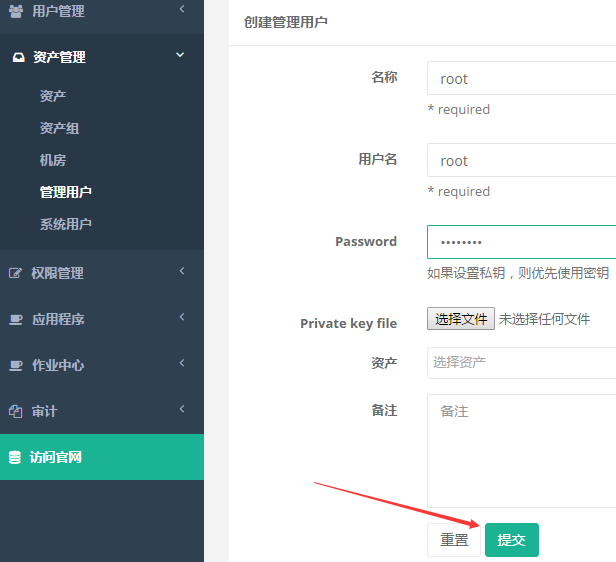 用户管理
资产管理
资产
资产组
机房
管理用户
系统用户
权限管理
应用程序
作业中心
审计
访问官网
创建管理用户
名称
root
* required
用户名
root
* required
Password
••••••••
如果设置私钥，则优先使用密钥
Private key file
选择文件 未选择任何文件
资产
选择资产
备注
备注
重置 提交